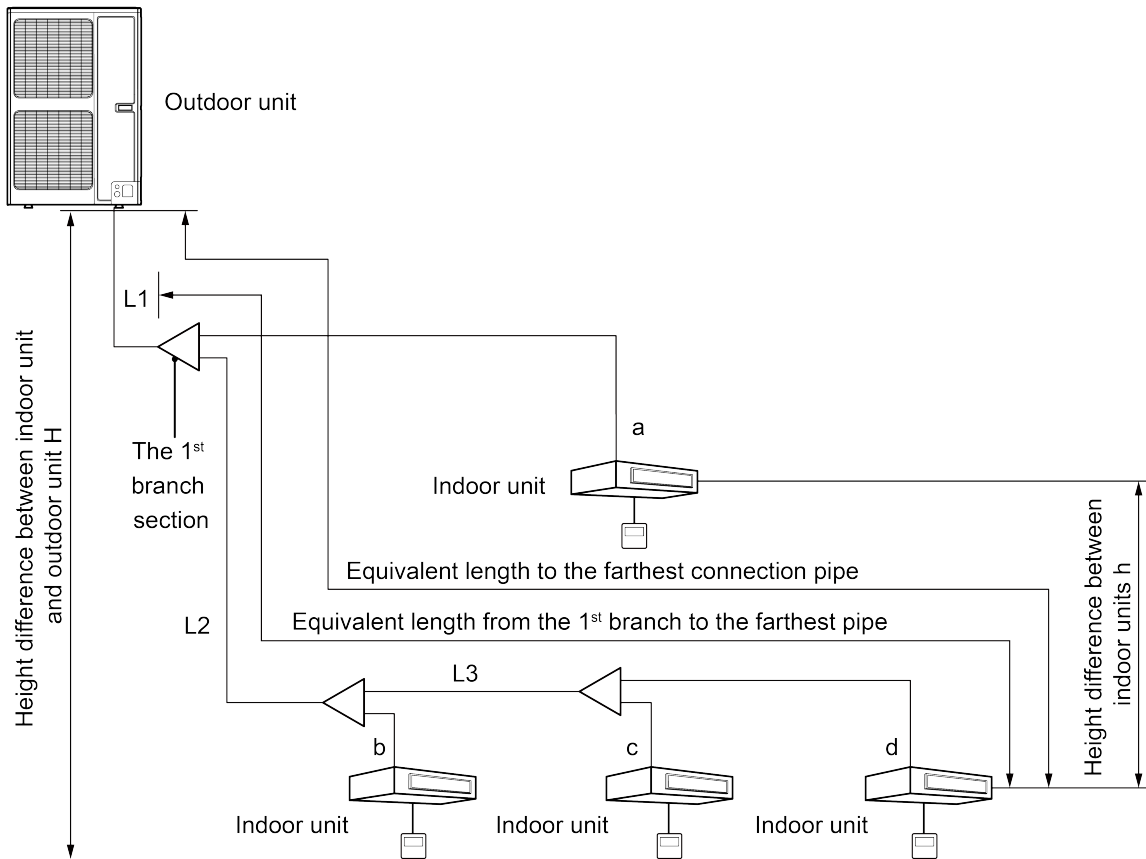 Outdoor unit
L1
The 1st
branch
section
a
Indoor unit
Height difference between indoor unit
and outdoor unit H
Equivalent length to the farthest connection pipe
Equivalent length from the 1st branch to the farthest pipe
Height difference between
indoor units h
L2
L3
b
c
d
Indoor unit
Indoor unit
Indoor unit